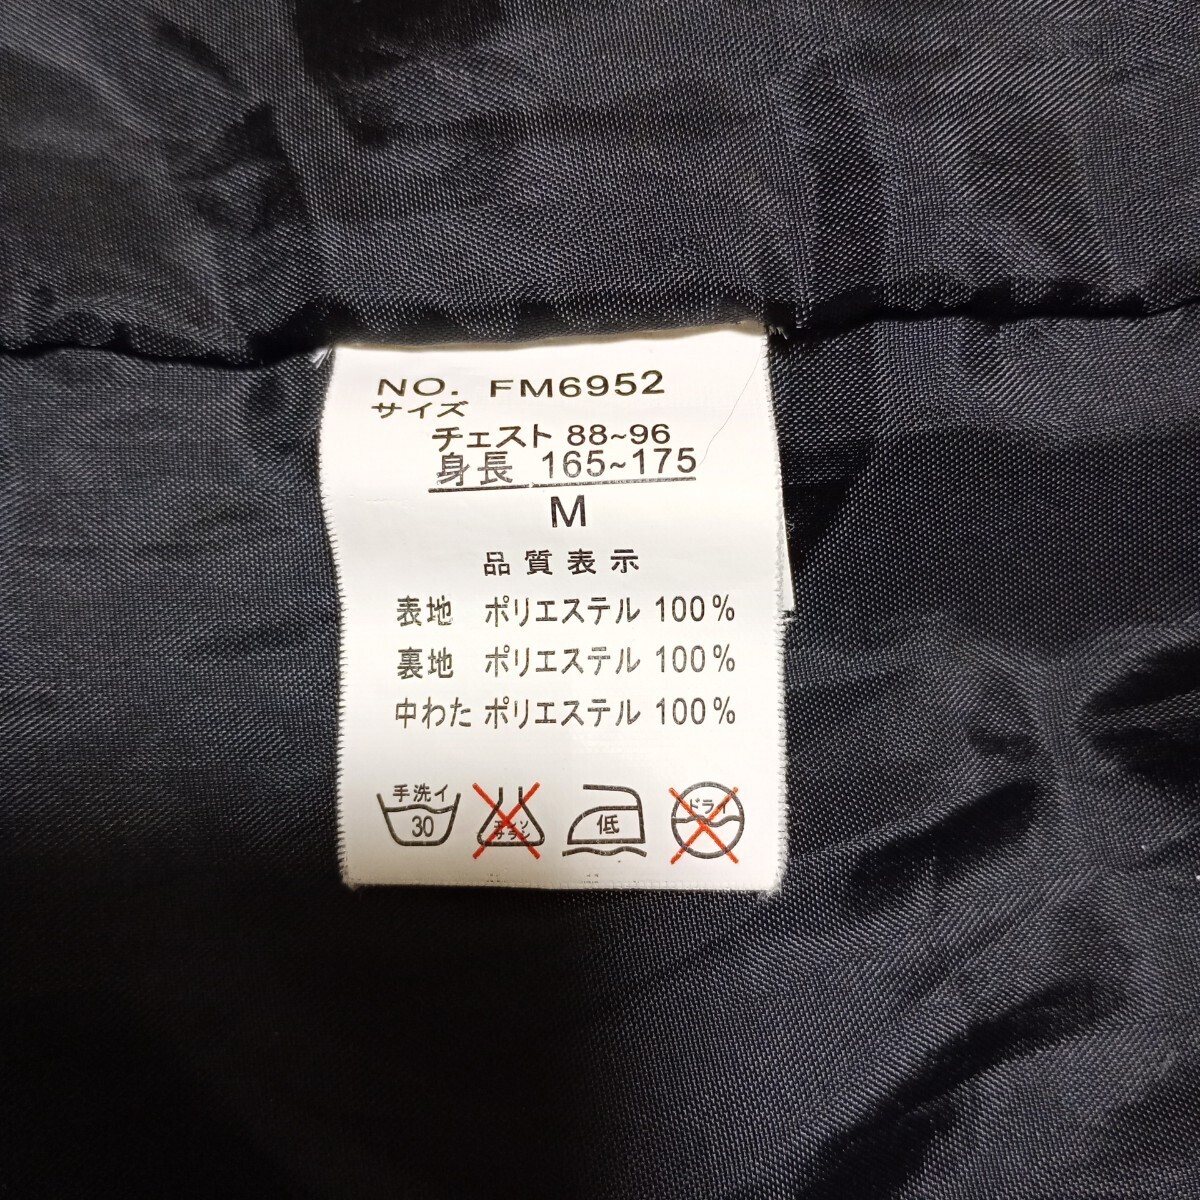 NO. FM6952
サイズ
チェスト 88~96
身長 165~175
M
品質表示
表地 ポリエステル 100%
裏地 ポリエステル 100%
中わた ポリエステル 100%
手洗イ
30
エンソ
サラシ
低
ドライ